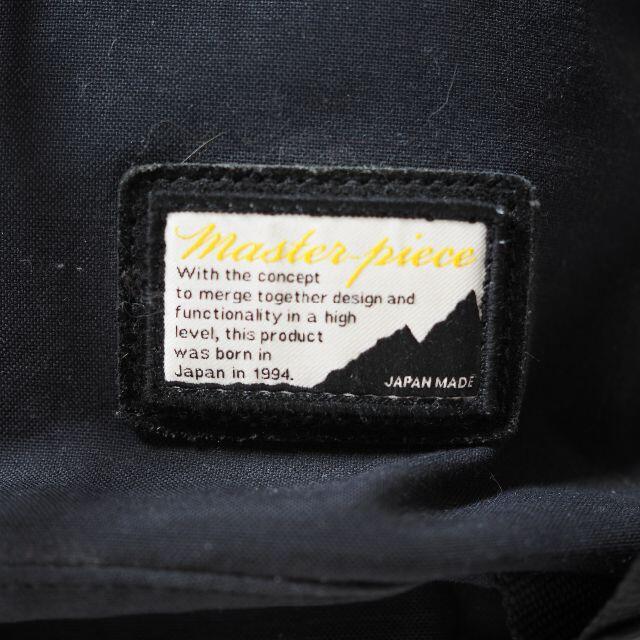 master-piece
With the concept
to merge together design and
functionality in a high
level, this product
was born in
Japan in 1994.
JAPAN MADE